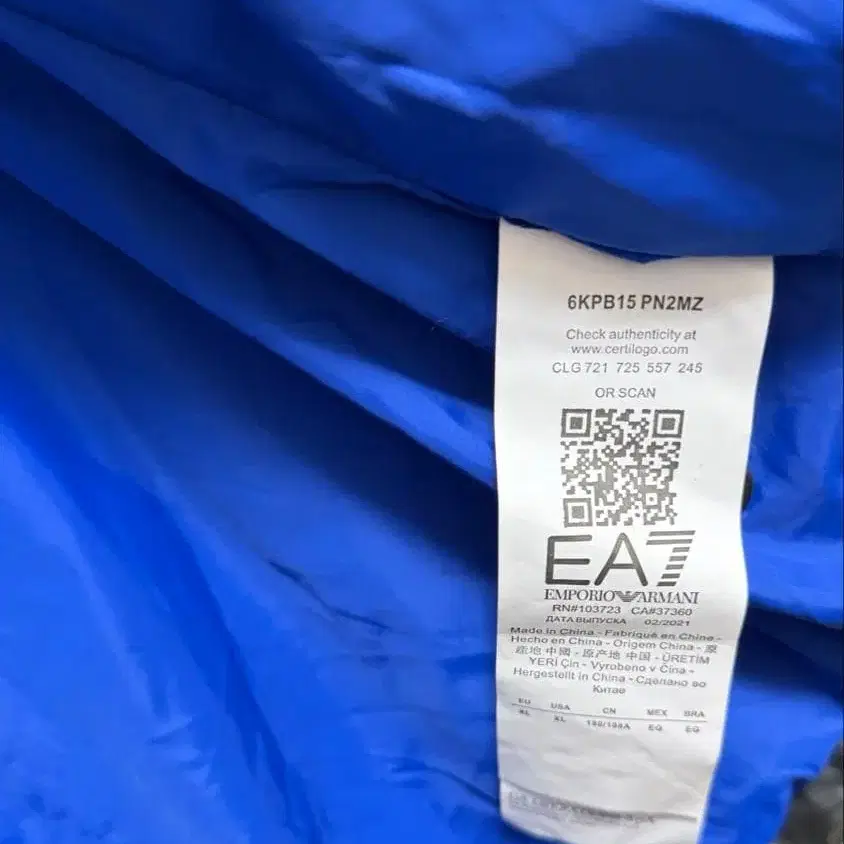 6KPB15 PN2MZ
Check authenticity at
www.certilogo.com
CLG 721 725 557 245
OR SCAN
EA7
EMPORIO ARMANI
RN#103723 CA#37360
ДАТА ВЫПУСКА 02/2021
Made in China - Fabriqué en Chine -
Hecho en China - Origem China - 原
産地 中國 - 原产地 中国 - ÜRETİM
YERİ Çin - Vyrobeno v Čína -
Hergestellt in China - Сделано во
Китае
EU USA CN MEX BRA
XL XL EG EG